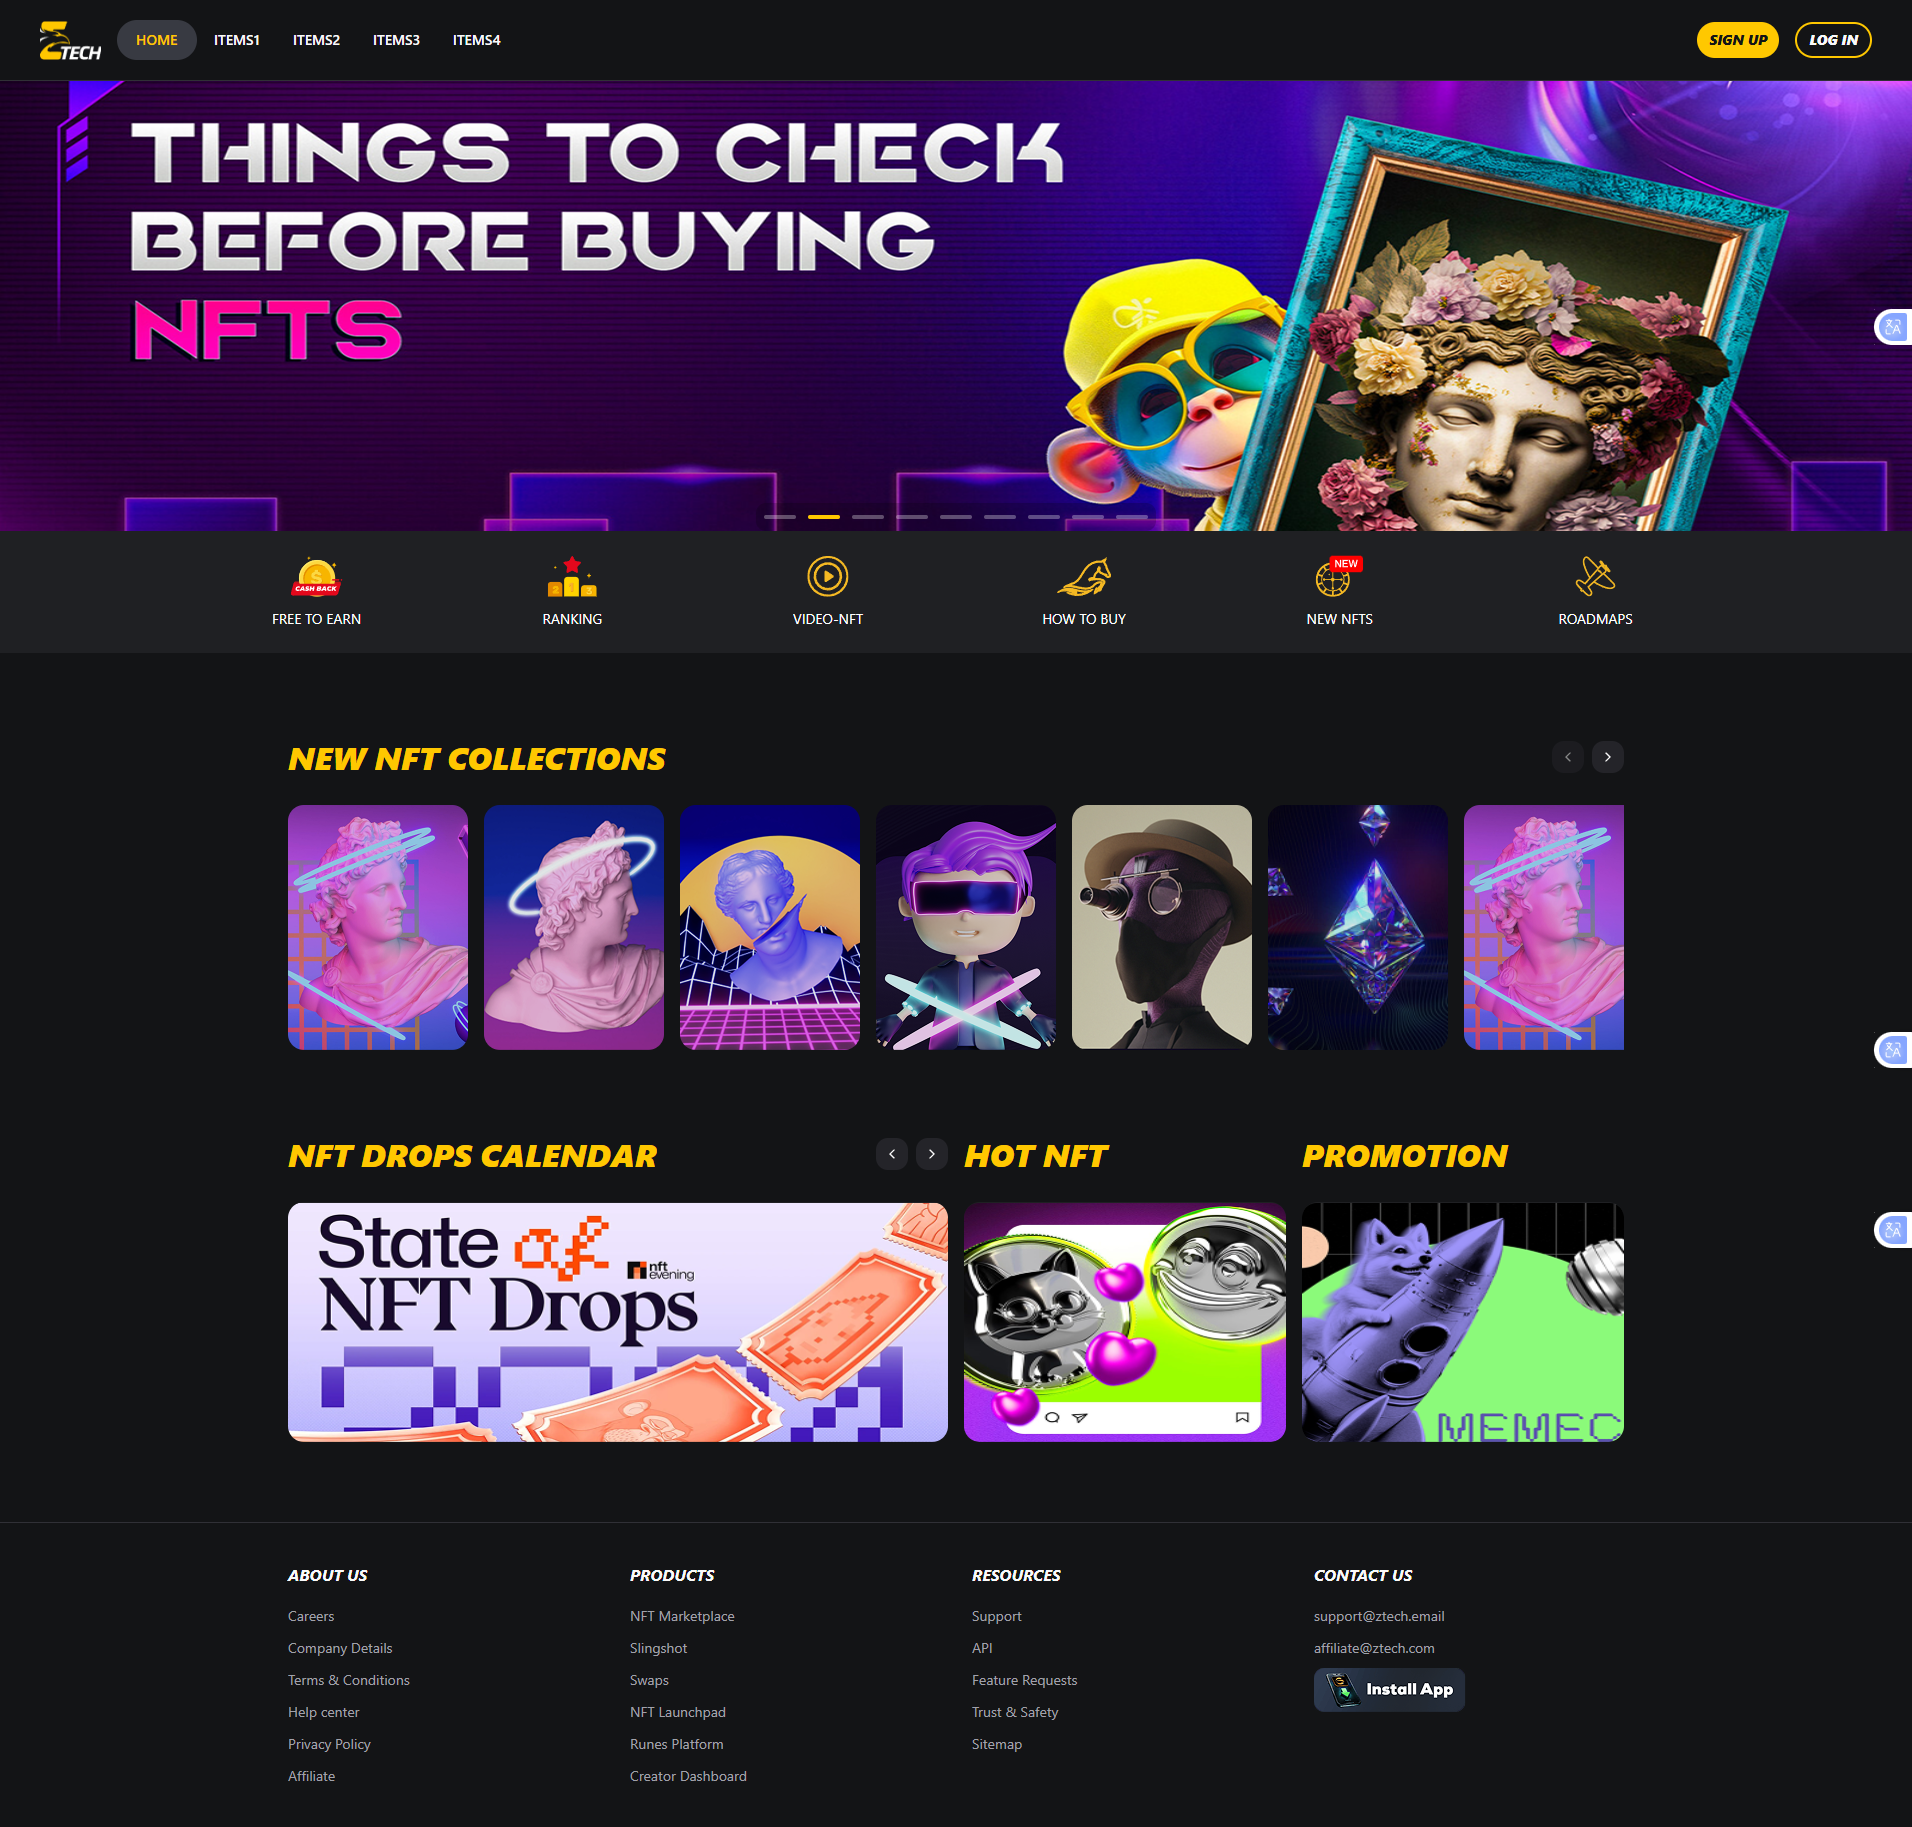 ZTECH
HOME
ITEMS1
ITEMS2
ITEMS3
ITEMS4
SIGN UP
LOG IN
THINGS TO CHECK
BEFORE BUYING
NFTS
CASH BACK
FREE TO EARN
RANKING
VIDEO-NFT
HOW TO BUY
NEW
NEW NFTS
ROADMAPS
NEW NFT COLLECTIONS
NFT DROPS CALENDAR
HOT NFT
PROMOTION
State of
nft
evening
NFT Drops
MEMEC
ABOUT US
Careers
Company Details
Terms & Conditions
Help center
Privacy Policy
Affiliate
PRODUCTS
NFT Marketplace
Slingshot
Swaps
NFT Launchpad
Runes Platform
Creator Dashboard
RESOURCES
Support
API
Feature Requests
Trust & Safety
Sitemap
CONTACT US
support@ztech.email
affiliate@ztech.com
Install App